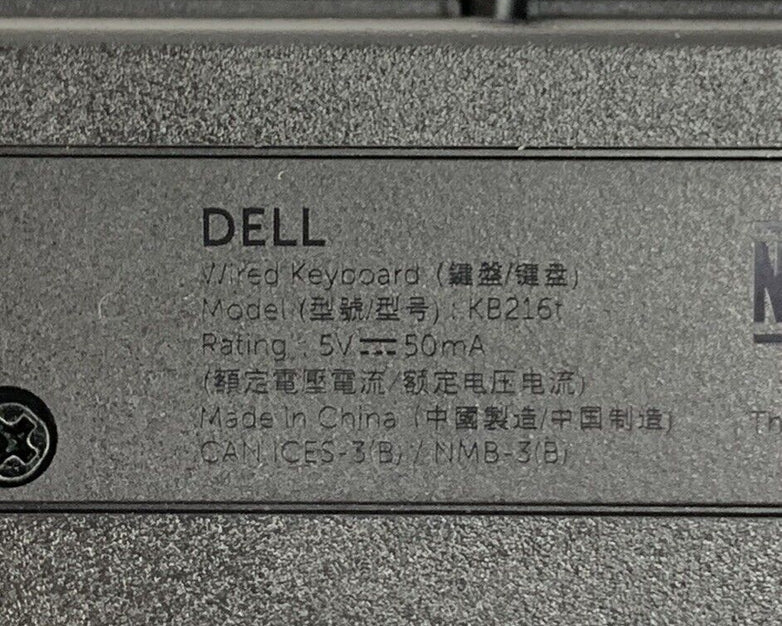 DELL
Wired Keyboard (鍵盤/键盘)
Model (型號/型号) : KB216t
Rating : 5V⎓50mA
(額定電壓電流/额定电压电流)
Made In China (中國製造/中国制造)
CAN ICES-3(B) / NMB-3(B)